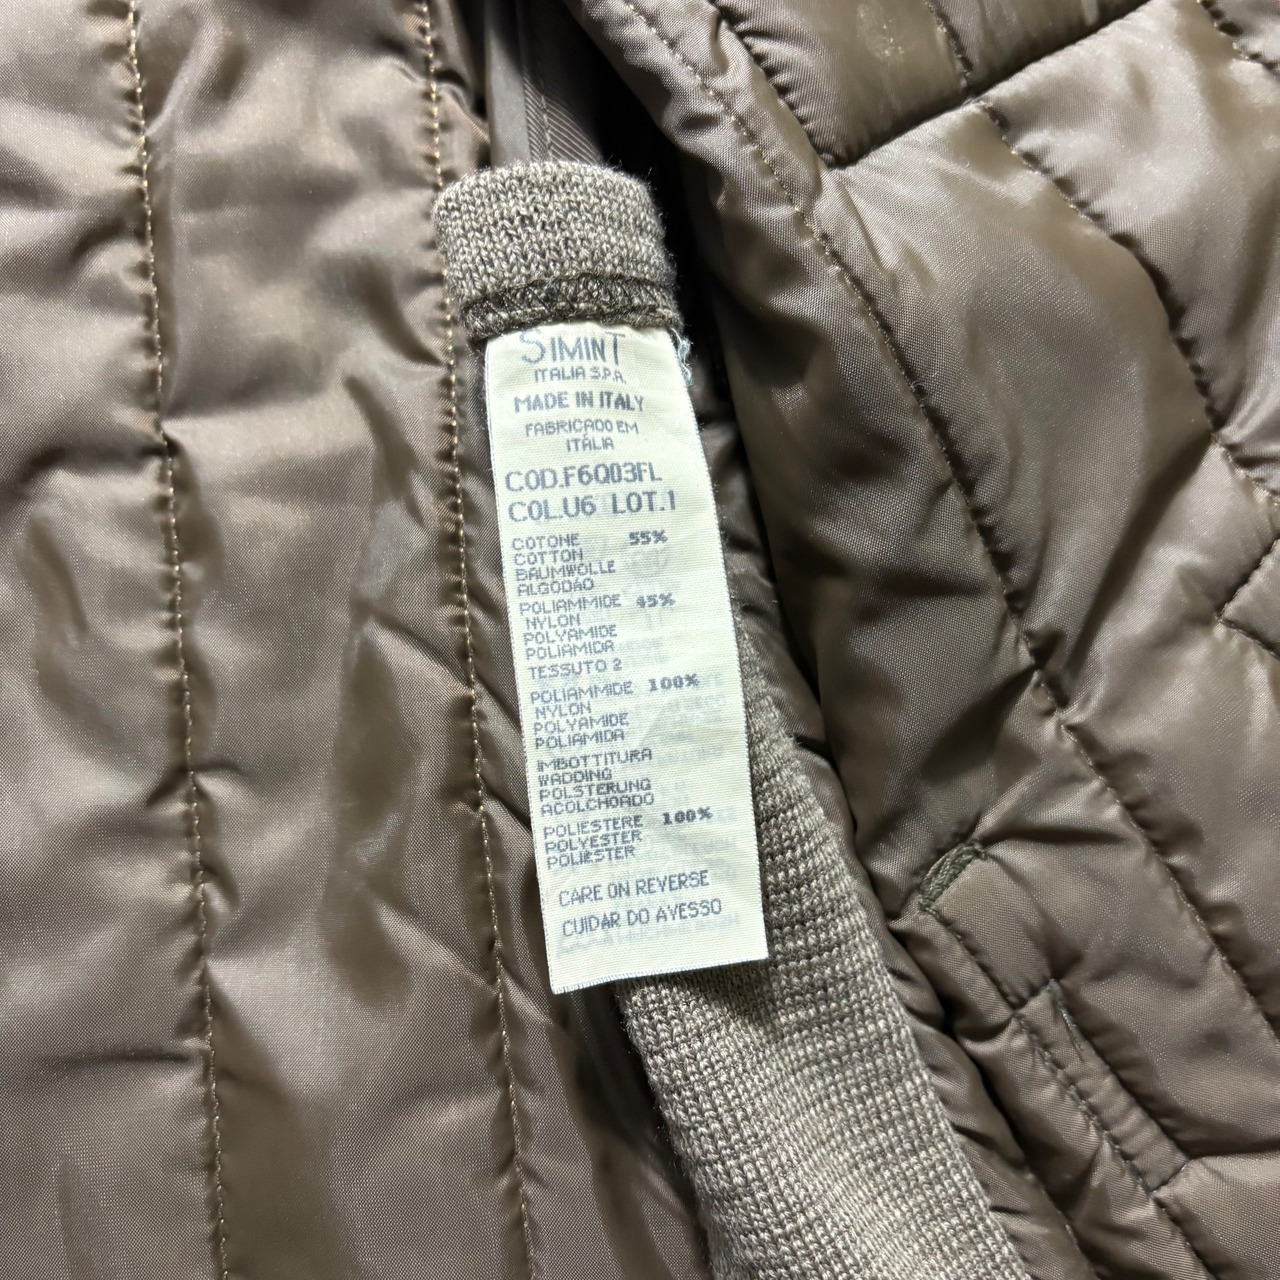 SIMINT
ITALIA S.P.A.
MADE IN ITALY
FABRICADO EM
ITÁLIA
COD.F6Q03FL
COL.U6 LOT.1
COTONE 55%
COTTON
BAUMWOLLE
ALGODÃO
POLIAMMIDE 45%
NYLON
POLYAMIDE
POLIAMIDA
TESSUTO 2
POLIAMMIDE 100%
NYLON
POLYAMIDE
POLIAMIDA
IMBOTTITURA
WADDING
POLSTERUNG
ACOLCHOADO
POLIESTERE 100%
POLYESTER
POLIÉSTER
CARE ON REVERSE
CUIDAR DO AVESSO